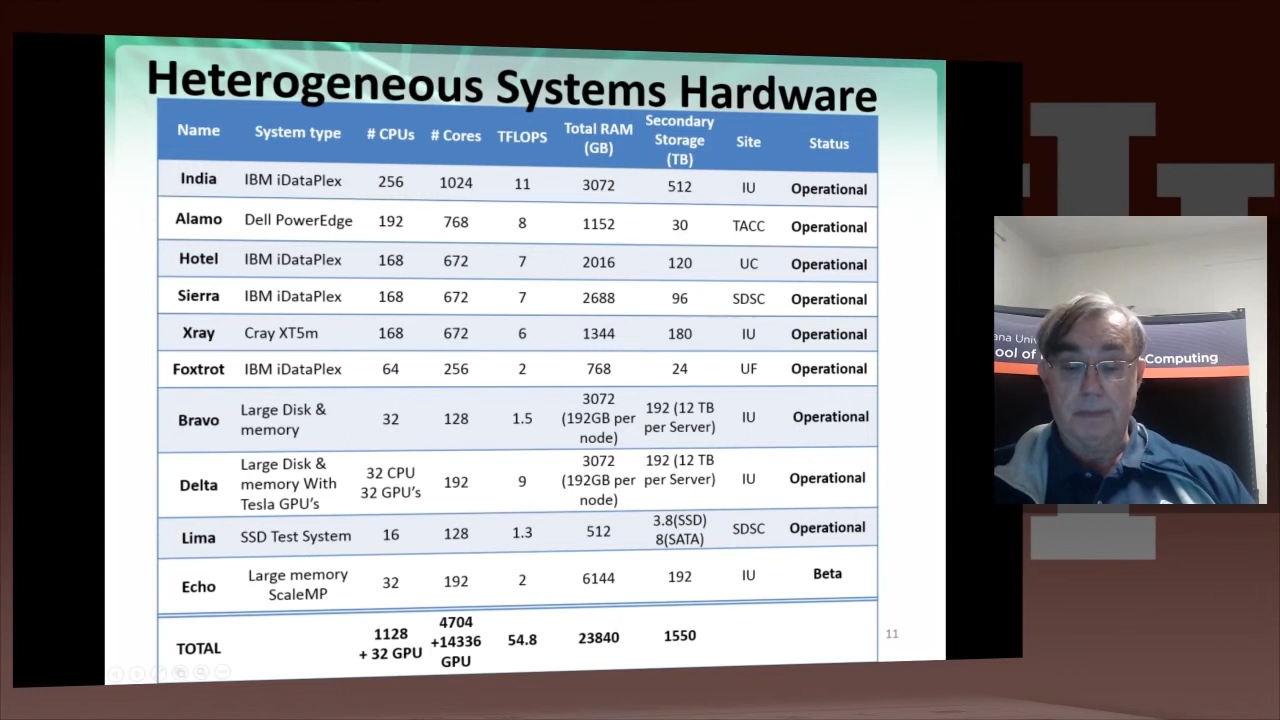 Heterogeneous Systems Hardware
Name System type # CPUs # Cores TFLOPS Total RAM (GB) Secondary Storage (TB) Site Status
India IBM iDataPlex 256 1024 11 3072 512 IU Operational
Alamo Dell PowerEdge 192 768 8 1152 30 TACC Operational
Hotel IBM iDataPlex 168 672 7 2016 120 UC Operational
Sierra IBM iDataPlex 168 672 7 2688 96 SDSC Operational
Xray Cray XT5m 168 672 6 1344 180 IU Operational
Foxtrot IBM iDataPlex 64 256 2 768 24 UF Operational
Bravo Large Disk & memory 32 128 1.5 3072 (192GB per node) 192 (12 TB per Server) IU Operational
Delta Large Disk & memory With Tesla GPU's 32 CPU 32 GPU's 192 9 3072 (192GB per node) 192 (12 TB per Server) IU Operational
Lima SSD Test System 16 128 1.3 512 3.8(SSD) 8(SATA) SDSC Operational
Echo Large memory ScaleMP 32 192 2 6144 192 IU Beta
TOTAL 1128 + 32 GPU 4704 +14336 GPU 54.8 23840 1550
11
ana Univ
ool of
Computing